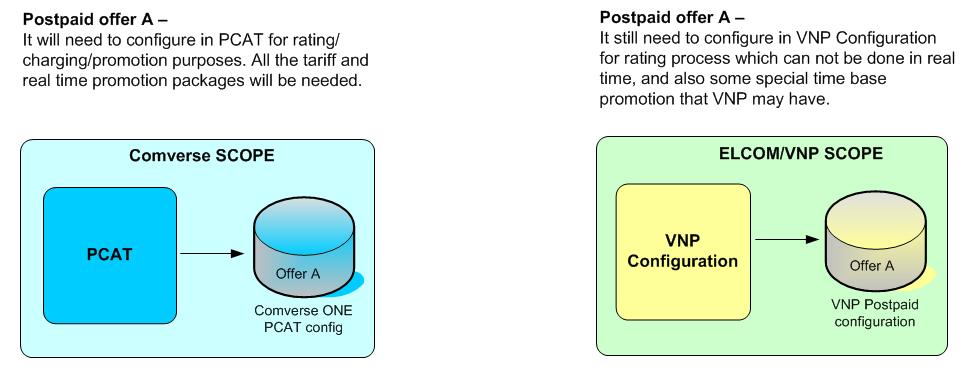 Postpaid offer A –
It will need to configure in PCAT for rating/
charging/promotion purposes. All the tariff and
real time promotion packages will be needed.
Comverse SCOPE
PCAT
Offer A
Comverse ONE
PCAT config
Postpaid offer A –
It still need to configure in VNP Configuration
for rating process which can not be done in real
time, and also some special time base
promotion that VNP may have.
ELCOM/VNP SCOPE
VNP
Configuration
Offer A
VNP Postpaid
configuration